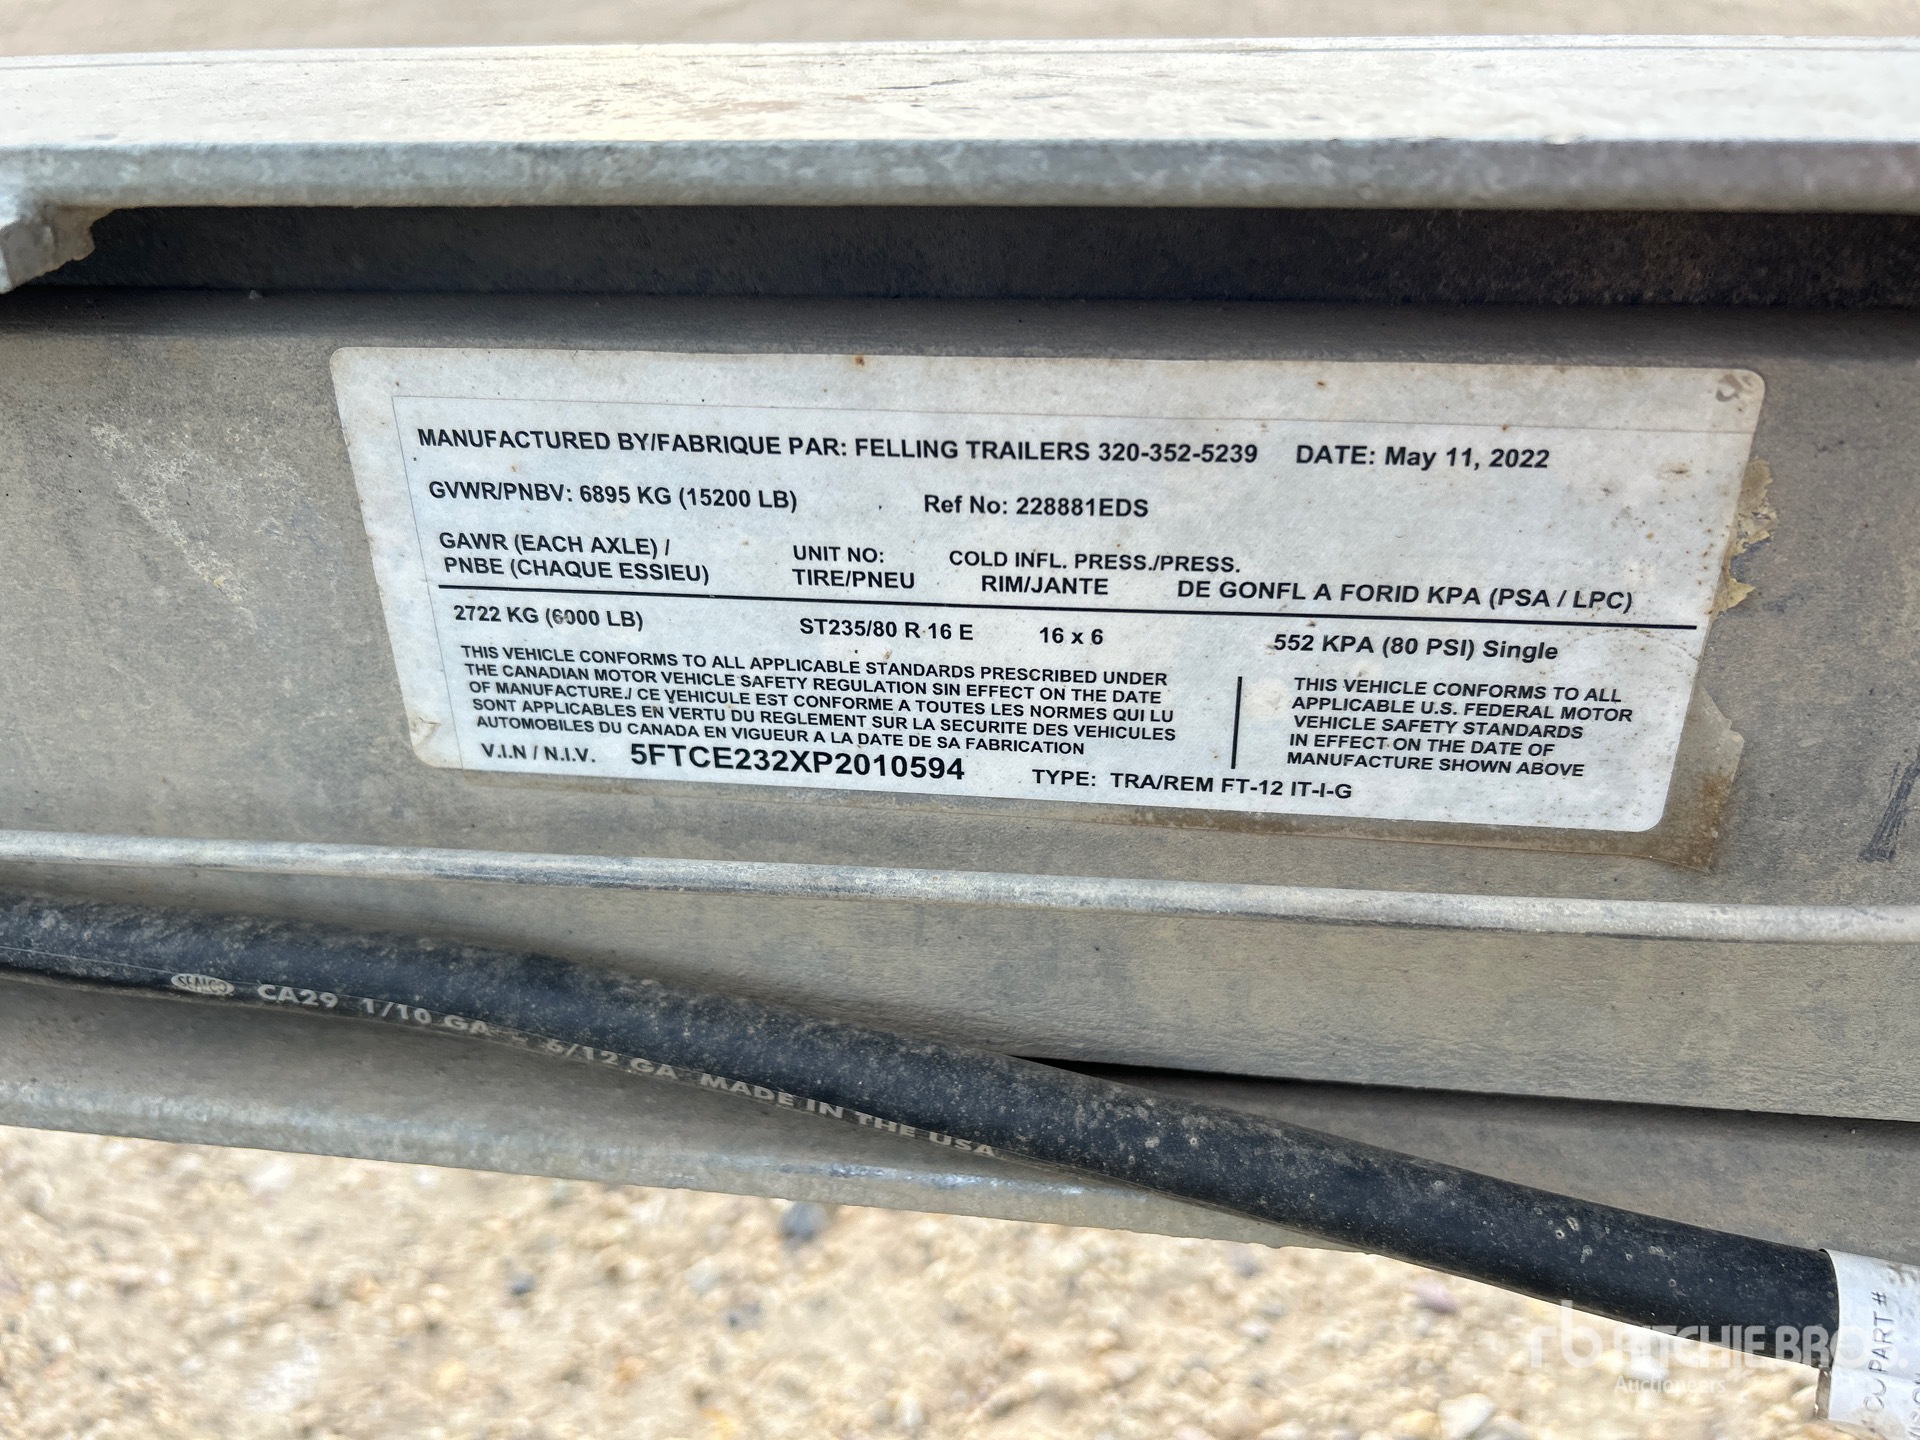 MANUFACTURED BY/FABRIQUE PAR: FELLING TRAILERS 320-352-5239 DATE: May 11, 2022
GVWR/PNBV: 6895 KG (15200 LB) Ref No: 228881EDS
GAWR (EACH AXLE) / UNIT NO: COLD INFL. PRESS./PRESS.
PNBE (CHAQUE ESSIEU) TIRE/PNEU RIM/JANTE DE GONFL A FORID KPA (PSA / LPC)
2722 KG (6000 LB) ST235/80 R 16 E 16 x 6 552 KPA (80 PSI) Single
THIS VEHICLE CONFORMS TO ALL APPLICABLE STANDARDS PRESCRIBED UNDER
THE CANADIAN MOTOR VEHICLE SAFETY REGULATION SIN EFFECT ON THE DATE
OF MANUFACTURE./ CE VEHICULE EST CONFORME A TOUTES LES NORMES QUI LU
SONT APPLICABLES EN VERTU DU REGLEMENT SUR LA SECURITE DES VEHICULES
AUTOMOBILES DU CANADA EN VIGUEUR A LA DATE DE SA FABRICATION
THIS VEHICLE CONFORMS TO ALL
APPLICABLE U.S. FEDERAL MOTOR
VEHICLE SAFETY STANDARDS
IN EFFECT ON THE DATE OF
MANUFACTURE SHOWN ABOVE
V.I.N / N.I.V. 5FTCE232XP2010594 TYPE: TRA/REM FT-12 IT-I-G
SEALCO CA29 1/10 GA - 6/12 GA MADE IN THE USA
PART#
rb RITCHIE BROS.
Auctioneers